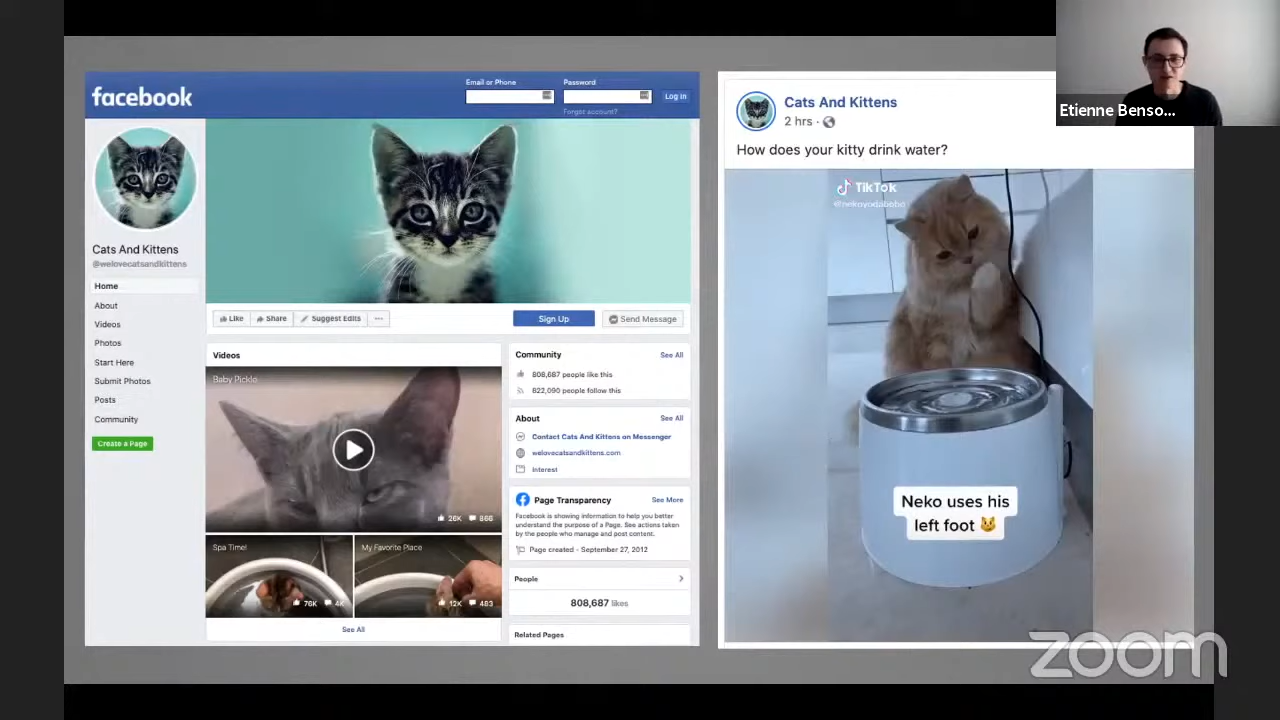 facebook
Email or Phone
Password
Log In
Forgot account?
Cats And Kittens
@welovecatsandkittens
Home
About
Videos
Photos
Start Here
Submit Photos
Posts
Community
Create a Page
Like
Share
Suggest Edits
Sign Up
Send Message
Videos
Baby Pickle
26K 866
Spa Time!
76K 4K
My Favorite Place
12K 483
See All
Community
See All
808,687 people like this
822,090 people follow this
About
See All
Contact Cats And Kittens on Messenger
welovecatsandkittens.com
Interest
Page Transparency
See More
Facebook is showing information to help you better
understand the purpose of a Page. See actions taken
by the people who manage and post content.
Page created - September 27, 2012
People
808,687 likes
Related Pages
Cats And Kittens
2 hrs ·
How does your kitty drink water?
TikTok
@nekoyodabobo
Neko uses his
left foot 😼
Etienne Benso...
zoom